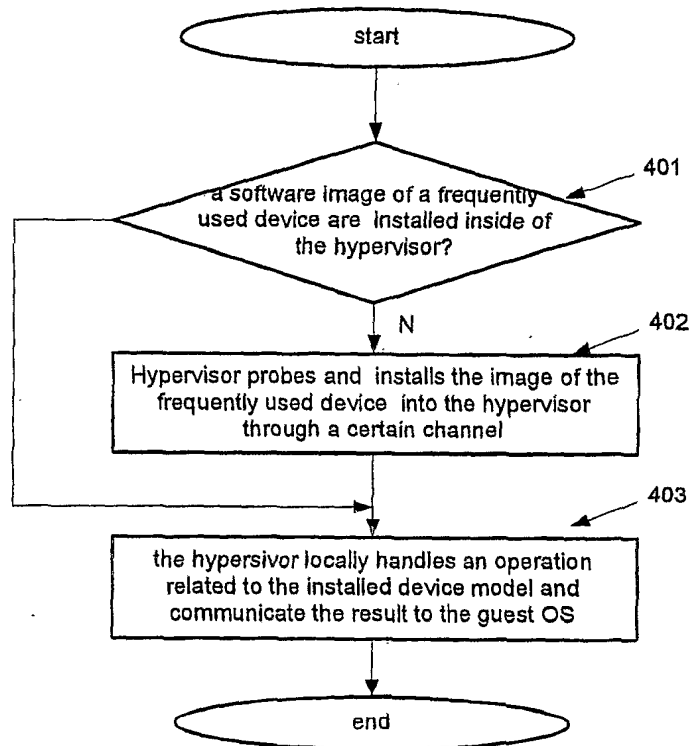 start
401
a software image of a frequently
used device are installed inside of
the hypervisor?
N
402
Hypervisor probes and installs the image of the
frequently used device into the hypervisor
through a certain channel
403
the hypersivor locally handles an operation
related to the installed device model and
communicate the result to the guest OS
end